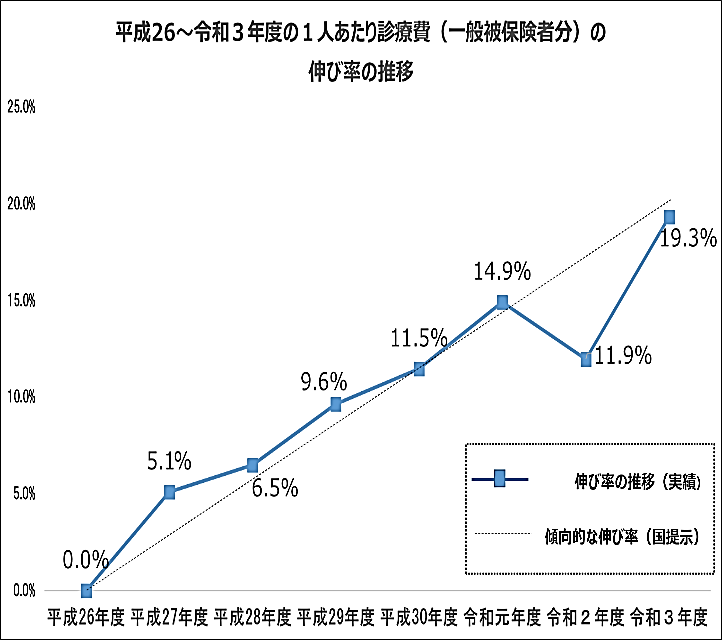 平成26～令和３年度の１人あたり診療費（一般被保険者分）の
伸び率の推移
25.0%
20.0%
15.0%
10.0%
5.0%
0.0%
0.0%
5.1%
6.5%
9.6%
11.5%
14.9%
11.9%
19.3%
伸び率の推移（実績）
傾向的な伸び率（国提示）
平成26年度 平成27年度 平成28年度 平成29年度 平成30年度 令和元年度 令和２年度 令和３年度